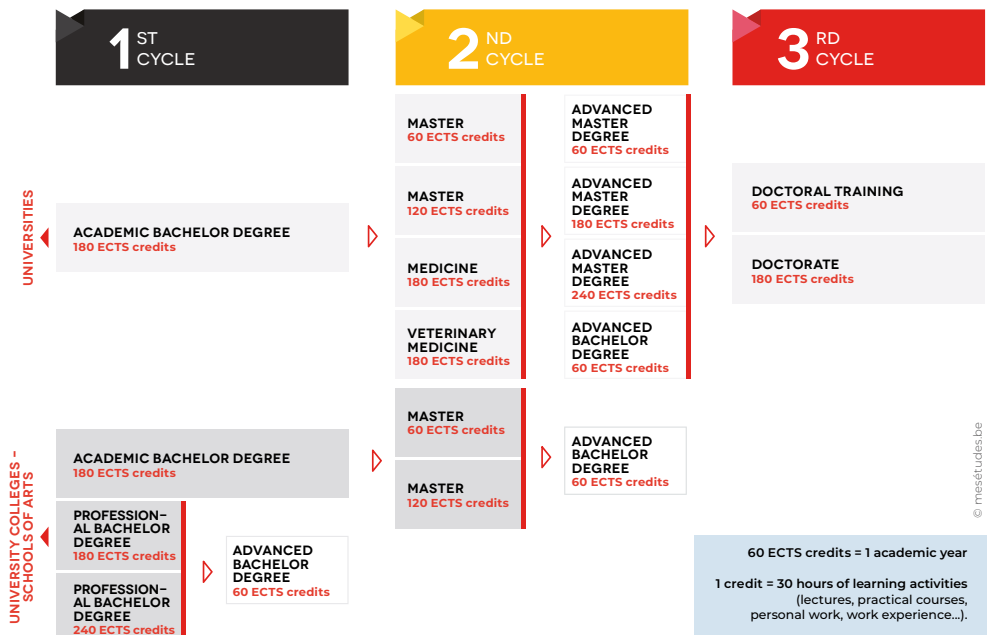 1 ST
CYCLE
2 ND
CYCLE
3 RD
CYCLE
UNIVERSITIES
ACADEMIC BACHELOR DEGREE
180 ECTS credits
MASTER
60 ECTS credits
MASTER
120 ECTS credits
MEDICINE
180 ECTS credits
VETERINARY
MEDICINE
180 ECTS credits
ADVANCED
MASTER
DEGREE
60 ECTS credits
ADVANCED
MASTER
DEGREE
180 ECTS credits
ADVANCED
MASTER
DEGREE
240 ECTS credits
ADVANCED
BACHELOR
DEGREE
60 ECTS credits
DOCTORAL TRAINING
60 ECTS credits
DOCTORATE
180 ECTS credits
UNIVERSITY COLLEGES –
SCHOOLS OF ARTS
ACADEMIC BACHELOR DEGREE
180 ECTS credits
PROFESSION-
AL BACHELOR
DEGREE
180 ECTS credits
PROFESSION-
AL BACHELOR
DEGREE
240 ECTS credits
ADVANCED
BACHELOR
DEGREE
60 ECTS credits
MASTER
60 ECTS credits
MASTER
120 ECTS credits
ADVANCED
BACHELOR
DEGREE
60 ECTS credits
© mesétudes.be
60 ECTS credits = 1 academic year
1 credit = 30 hours of learning activities
(lectures, practical courses,
personal work, work experience...).